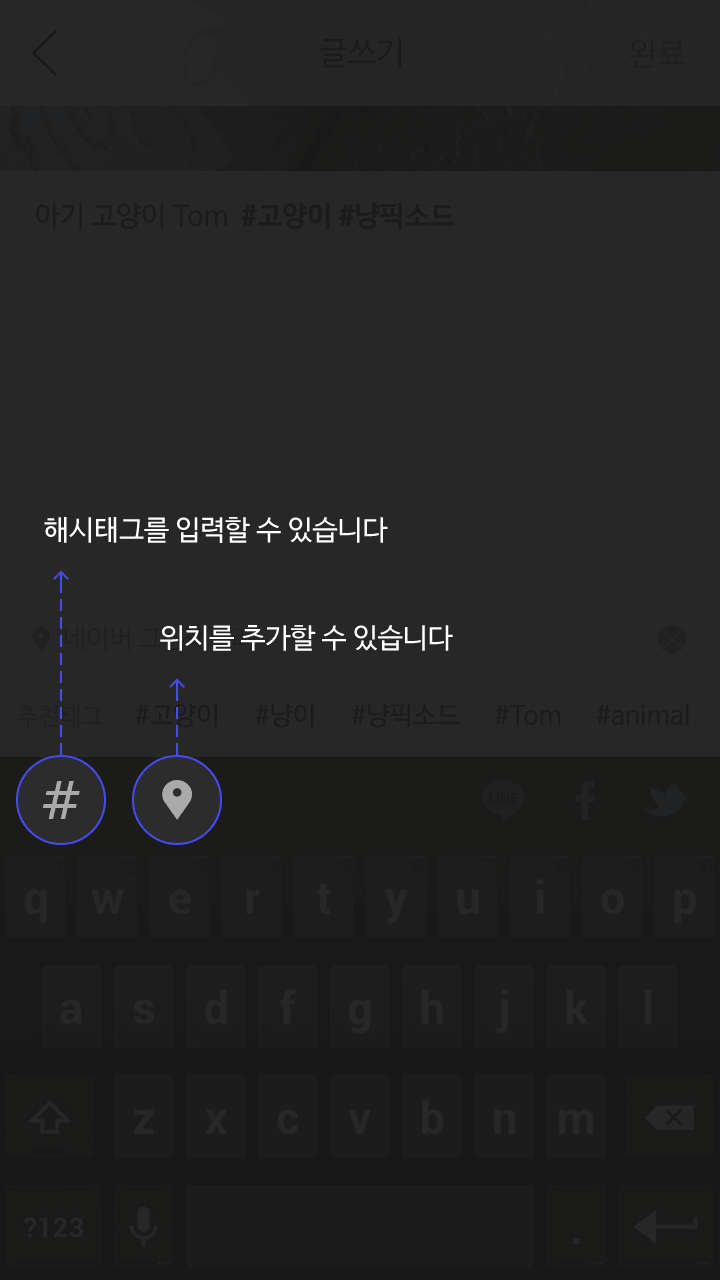 글쓰기
완료
아기 고양이 Tom #고양이 #냥픽소드
해시태그를 입력할 수 있습니다
네이버 그
위치를 추가할 수 있습니다
추천태그 #고양이 #냥이 #냥픽소드 #Tom #animal
# LINE f
q w e r t y u i o p
a s d f g h j k l
z x c v b n m
?123 .